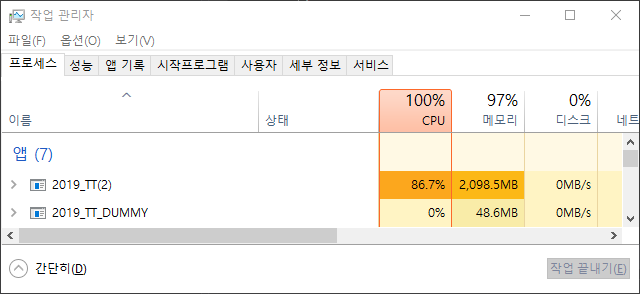 작업 관리자
파일(F) 옵션(O) 보기(V)
프로세스 성능 앱 기록 시작프로그램 사용자 세부 정보 서비스
100% 97% 0%
이름 상태 CPU 메모리 디스크 네트
앱 (7)
2019_TT(2) 86.7% 2,098.5MB 0MB/s
2019_TT_DUMMY 0% 48.6MB 0MB/s
간단히(D) 작업 끝내기(E)